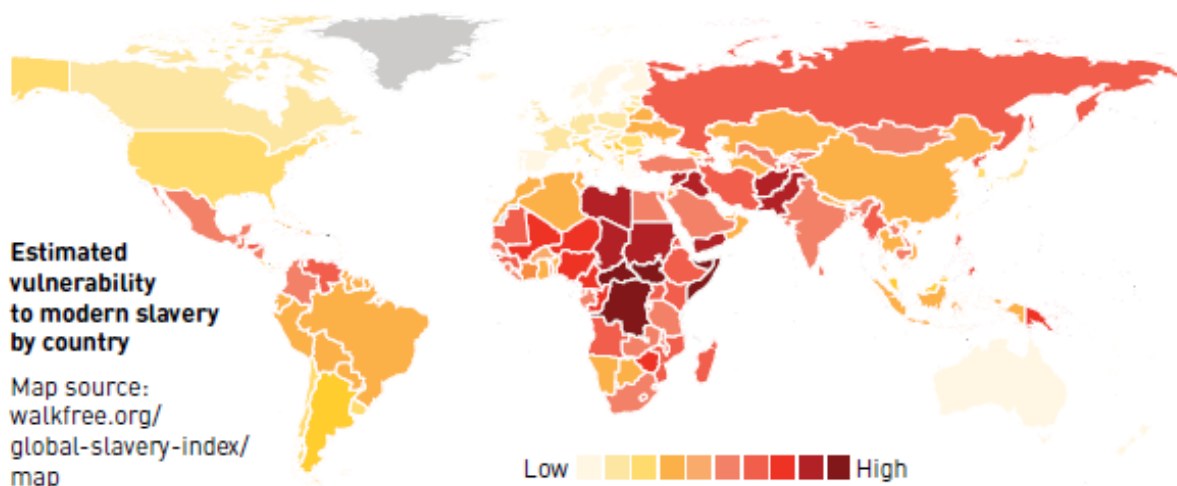 Estimated
vulnerability
to modern slavery
by country
Map source:
walkfree.org/
global-slavery-index/
map
Low High